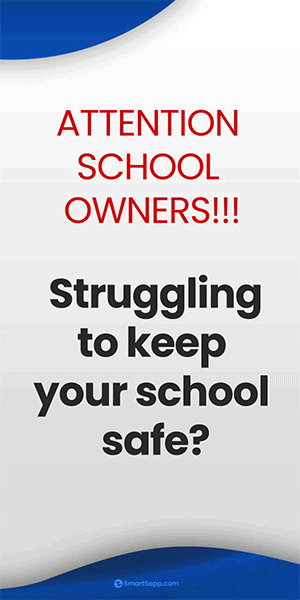 ATTENTION
SCHOOL
OWNERS!!!
Struggling
to keep
your school
safe?
SmartSapp.com